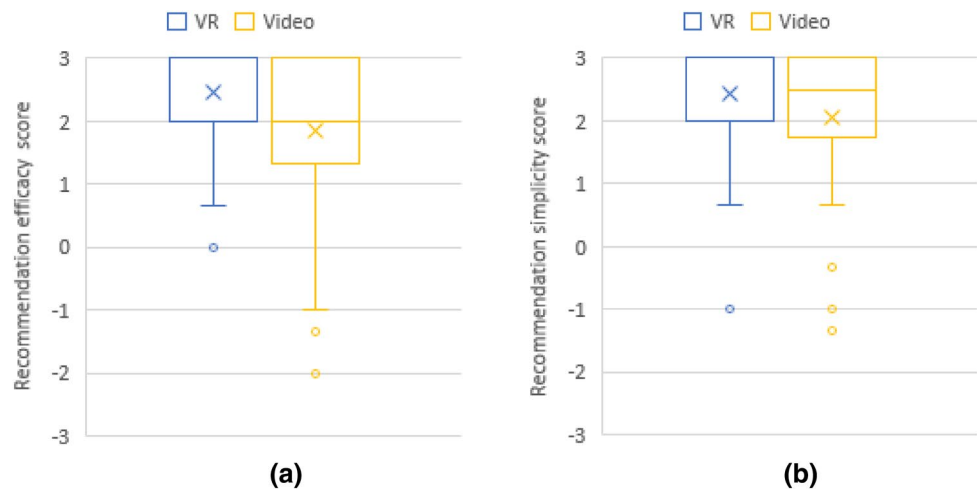 VR Video
Recommendation efficacy score
3
2
1
0
-1
-2
-3
(a)
VR Video
Recommendation simplicity score
3
2
1
0
-1
-2
-3
(b)